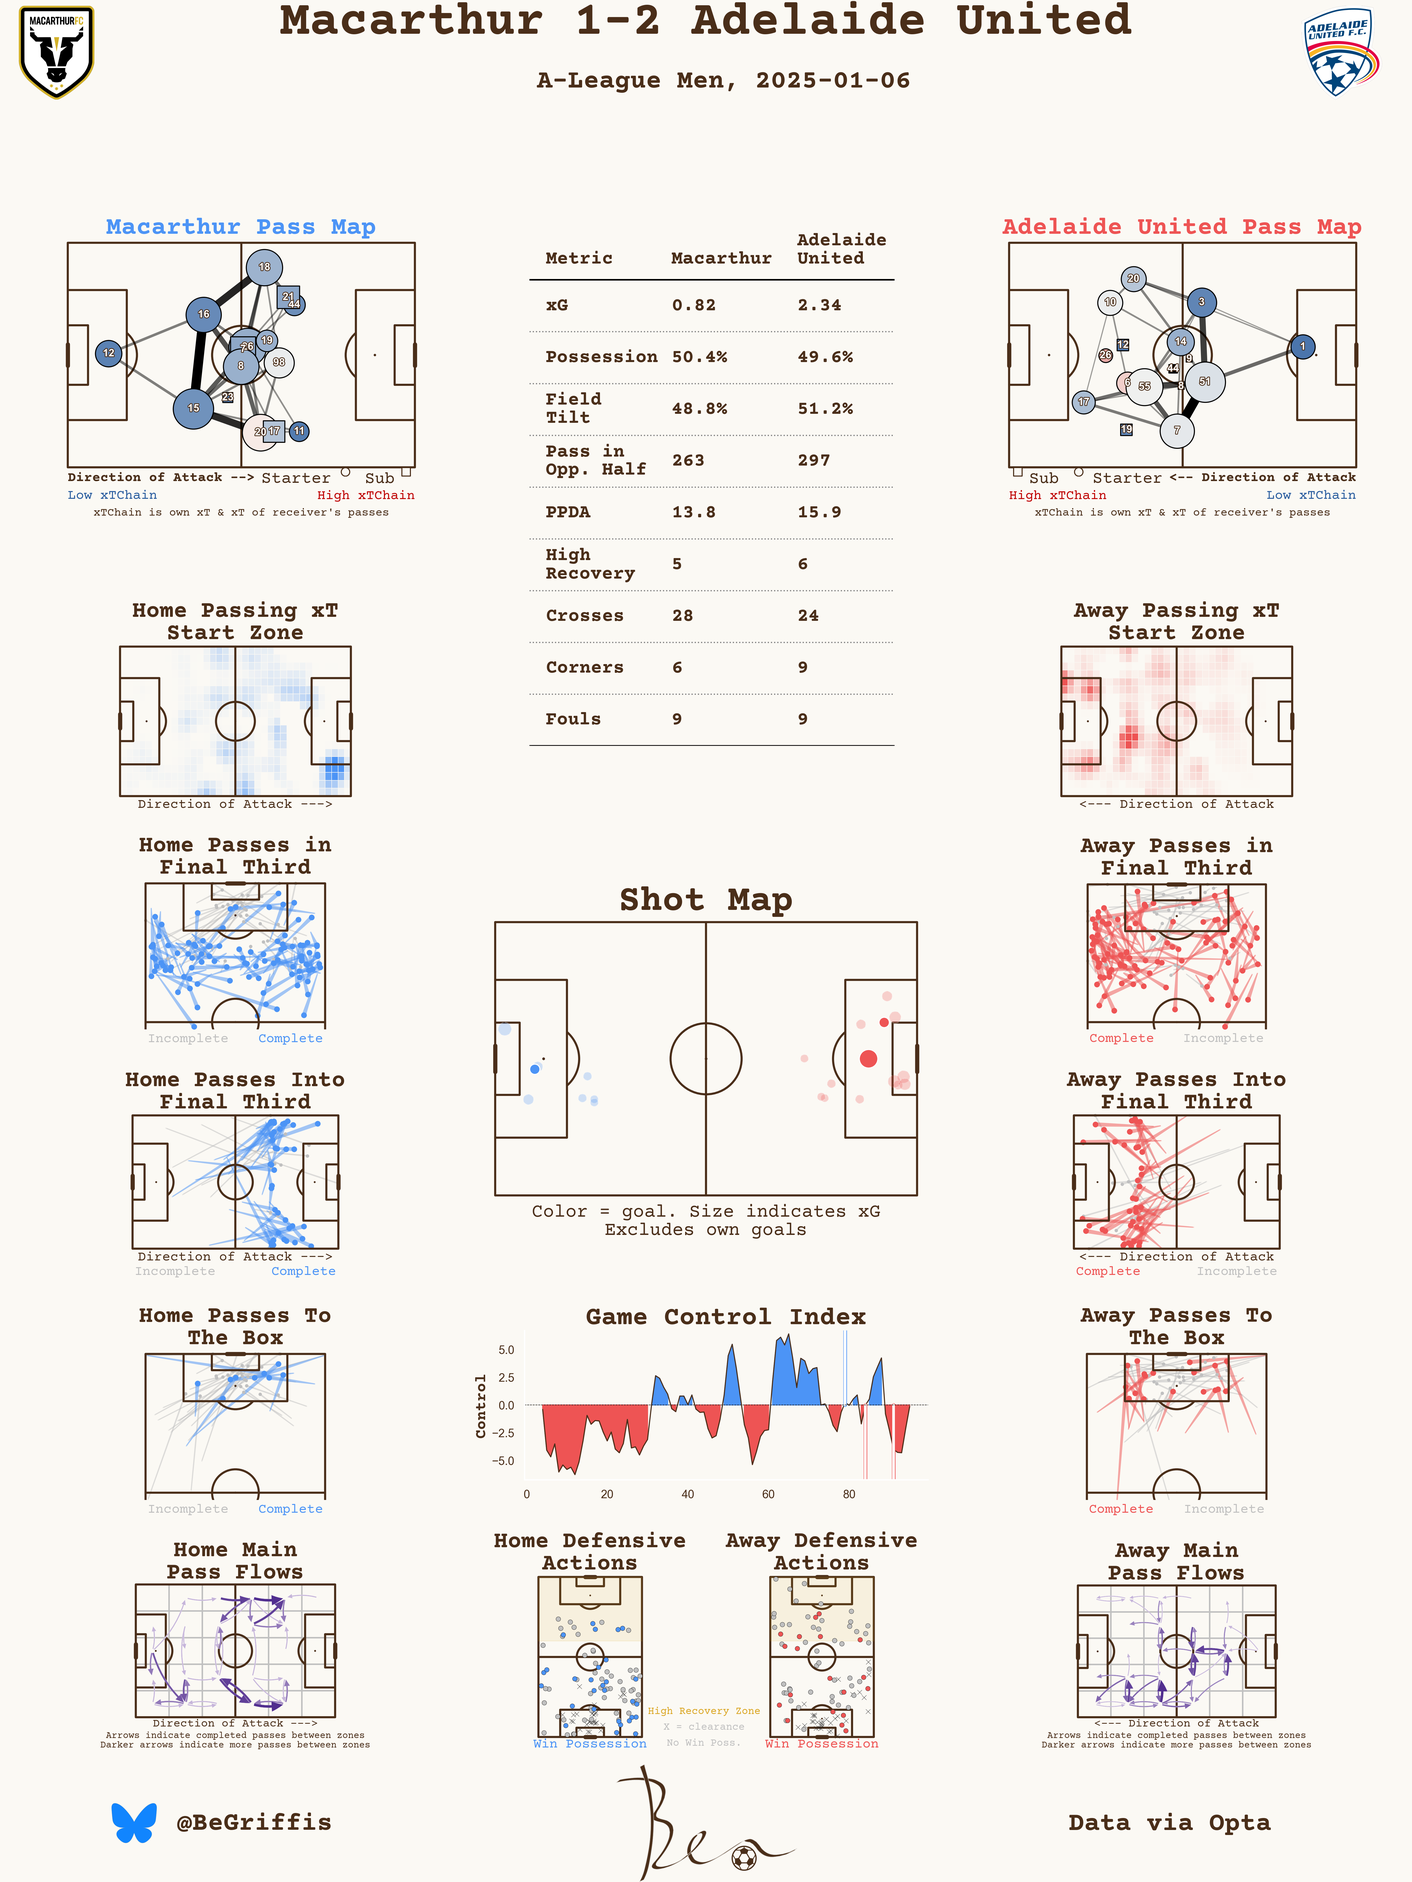 Macarthur 1-2 Adelaide United
A-League Men, 2025-01-06
MACARTHURFC
ADELAIDE
UNITED F.C.
Macarthur Pass Map
18
21
44
16
26
7
19
12
8
98
23
15
20
17
11
Direction of Attack --> Starter Sub
Low xTChain High xTChain
xTChain is own xT & xT of receiver's passes
Metric Macarthur Adelaide United
xG 0.82 2.34
Possession 50.4% 49.6%
Field Tilt 48.8% 51.2%
Pass in Opp. Half 263 297
PPDA 13.8 15.9
High Recovery 5 6
Crosses 28 24
Corners 6 9
Fouls 9 9
Adelaide United Pass Map
20
10
3
14
12
26
9
1
44
6
55
8
51
17
19
7
Sub Starter <-- Direction of Attack
High xTChain Low xTChain
xTChain is own xT & xT of receiver's passes
Home Passing xT
Start Zone
Direction of Attack --->
Away Passing xT
Start Zone
<--- Direction of Attack
Home Passes in
Final Third
Incomplete Complete
Away Passes in
Final Third
Complete Incomplete
Shot Map
Color = goal. Size indicates xG
Excludes own goals
Home Passes Into
Final Third
Direction of Attack --->
Incomplete Complete
Away Passes Into
Final Third
<--- Direction of Attack
Complete Incomplete
Home Passes To
The Box
Incomplete Complete
Game Control Index
Control
5.0
2.5
0.0
−2.5
−5.0
0 20 40 60 80
Away Passes To
The Box
Complete Incomplete
Home Main
Pass Flows
Direction of Attack --->
Arrows indicate completed passes between zones
Darker arrows indicate more passes between zones
Home Defensive
Actions
Win Possession
Away Defensive
Actions
Win Possession
High Recovery Zone
X = clearance
No Win Poss.
Away Main
Pass Flows
<--- Direction of Attack
Arrows indicate completed passes between zones
Darker arrows indicate more passes between zones
@BeGriffis
Ben
Data via Opta